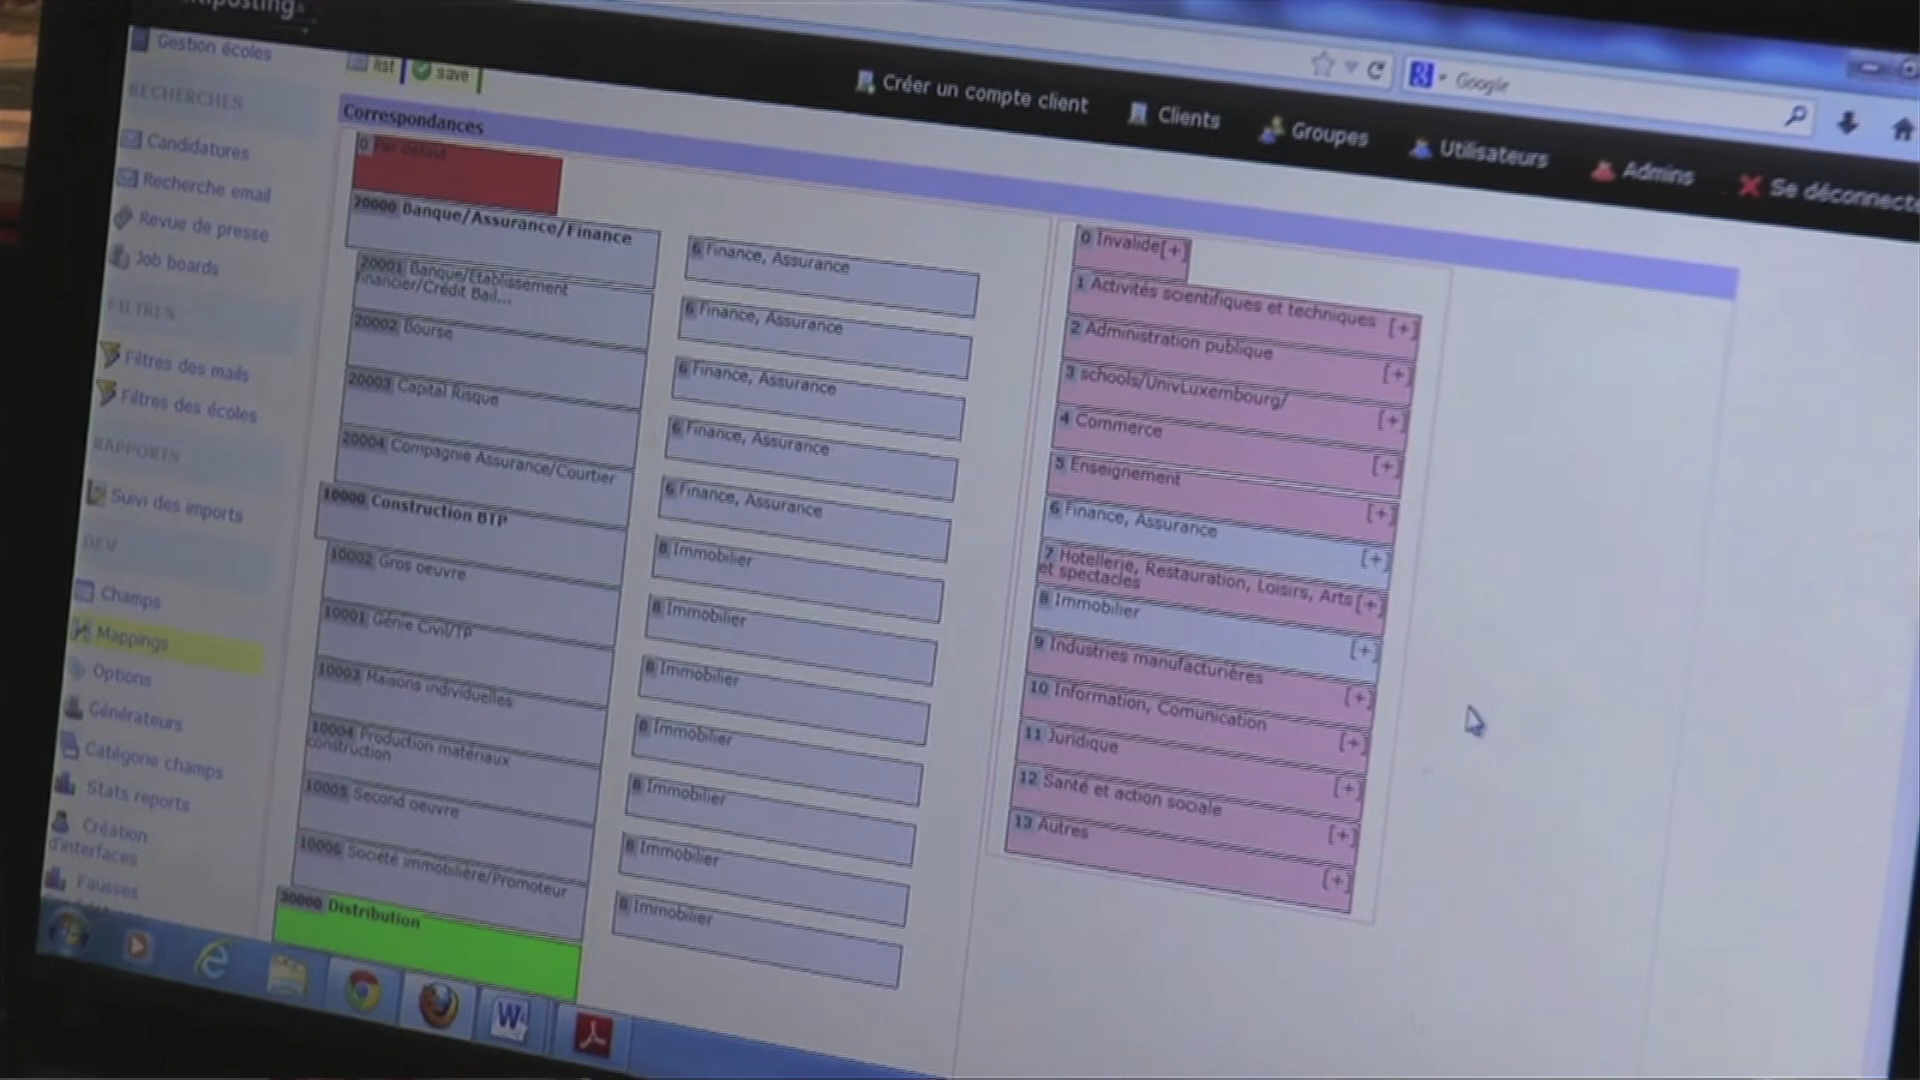 Gestion écoles
RECHERCHES
Candidatures
Recherche email
Revue de presse
Job boards
FILTRES
Filtres des mails
Filtres des écoles
RAPPORTS
Suivi des imports
DEV
Champs
Mappings
Options
Générateurs
Catégorie champs
Stats reports
Création
d'interfaces
Fausses
list
save
Google
Créer un compte client
Clients
Groupes
Utilisateurs
Admins
Correspondances
0 Par défaut
20000 Banque/Assurance/Finance
20001 Banque/Etablissement
financier/Crédit Bail...
20002 Bourse
20003 Capital Risque
20004 Compagnie Assurance/Courtier
10000 Construction BTP
10002 Gros oeuvre
10001 Génie Civil/TP
10003 Maisons individuelles
10004 Production matériaux
construction
10005 Second oeuvre
10006 Société immobilière/Promoteur
30000 Distribution
6 Finance, Assurance
6 Finance, Assurance
6 Finance, Assurance
6 Finance, Assurance
6 Finance, Assurance
8 Immobilier
8 Immobilier
8 Immobilier
8 Immobilier
8 Immobilier
8 Immobilier
8 Immobilier
0 Invalide[+]
1 Activités scientifiques et techniques [+]
2 Administration publique [+]
3 schools/UnivLuxembourg/ [+]
4 Commerce [+]
5 Enseignement [+]
6 Finance, Assurance [+]
7 Hotellerie, Restauration, Loisirs, Arts
et spectacles [+]
8 Immobilier [+]
9 Industries manufacturières [+]
10 Information, Comunication [+]
11 Juridique [+]
12 Santé et action sociale [+]
13 Autres [+]